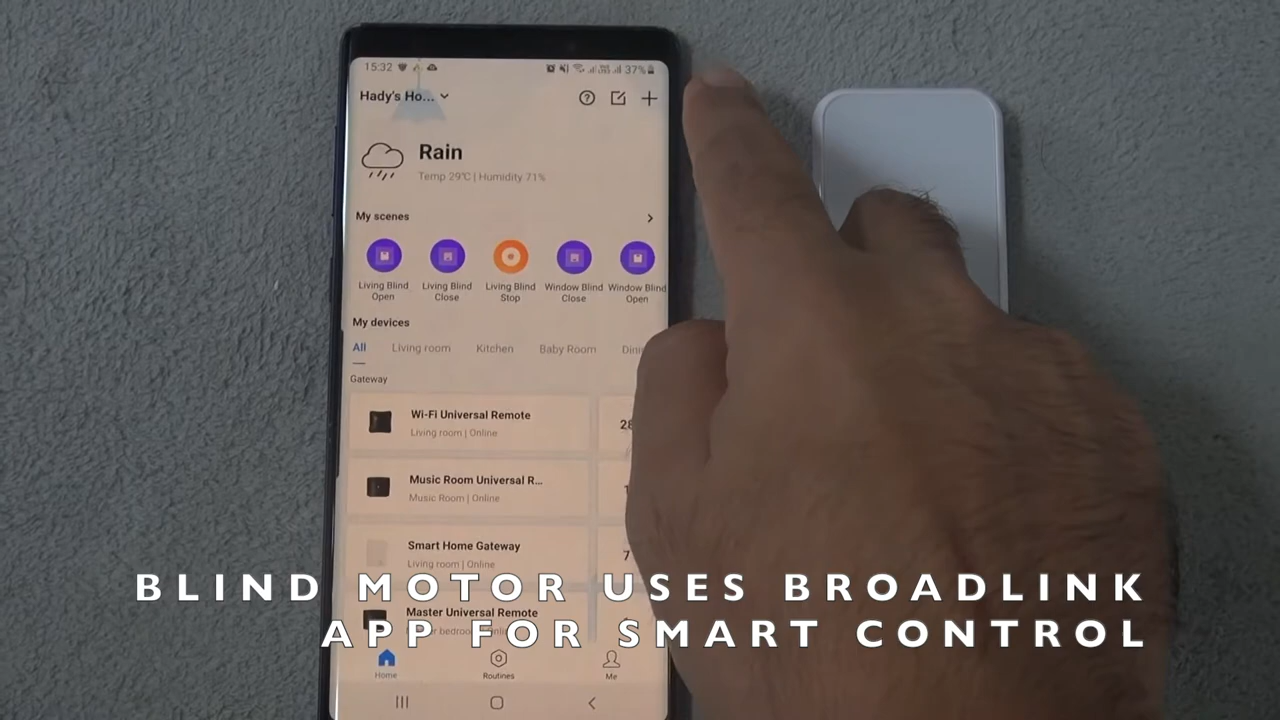 15:32
37%
Hady's Ho...
Rain
Temp 29℃ | Humidity 71%
My scenes
Living Blind Open
Living Blind Close
Living Blind Stop
Window Blind Close
Window Blind Open
My devices
All Living room Kitchen Baby Room
Gateway
Wi-Fi Universal Remote
Living room | Online
28
Music Room Universal R...
Music Room | Online
Smart Home Gateway
Living room | Online
7
BLIND MOTOR USES BROADLINK
Master Universal Remote
APP FOR SMART CONTROL
Home Routines Me